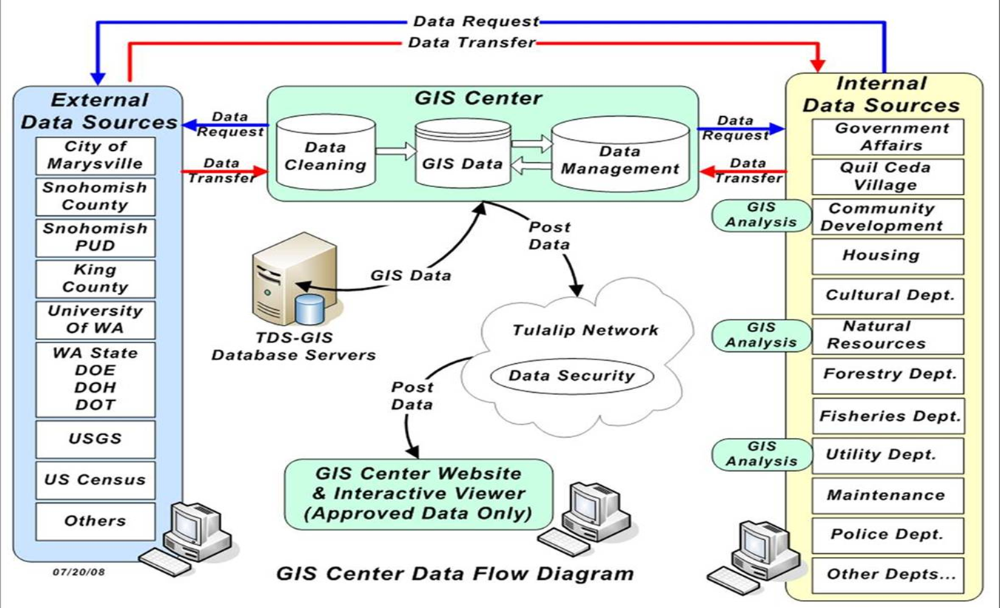 Data Request
Data Transfer
External
Data Sources
City of
Marysville
Snohomish
County
Snohomish
PUD
King
County
University
Of WA
WA State
DOE
DOH
DOT
USGS
US Census
Others
07/20/08
Data
Request
Data
Transfer
GIS Center
Data
Cleaning
GIS Data
Data
Management
Data
Request
Data
Transfer
Internal
Data Sources
Government
Affairs
Quil Ceda
Village
GIS
Analysis
Community
Development
Housing
Cultural Dept.
GIS
Analysis
Natural
Resources
Forestry Dept.
Fisheries Dept.
GIS
Analysis
Utility Dept.
Maintenance
Police Dept.
Other Depts...
Post
Data
GIS Data
TDS-GIS
Database Servers
Tulalip Network
Data Security
Post
Data
GIS Center Website
& Interactive Viewer
(Approved Data Only)
GIS Center Data Flow Diagram